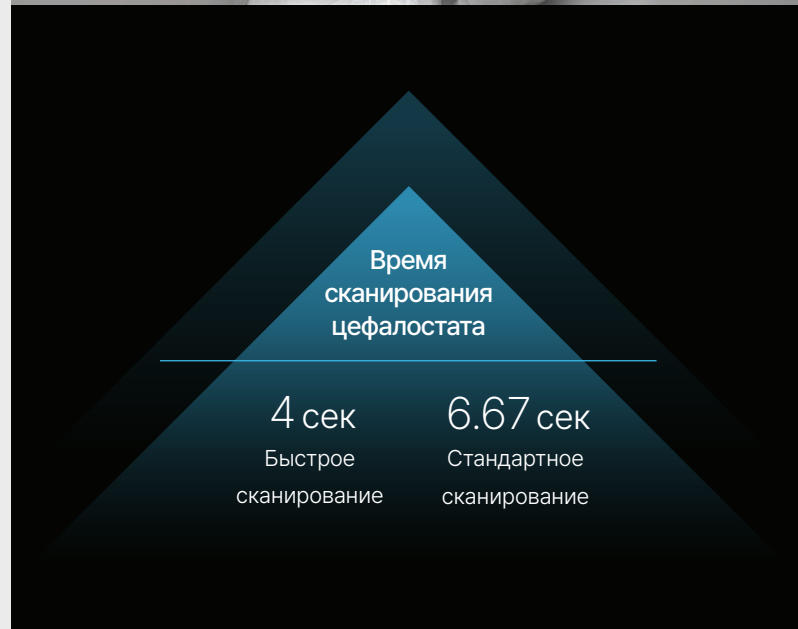 Время
сканирования
цефалостата
4 сек
6.67 сек
Быстрое
сканирование
Стандартное
сканирование